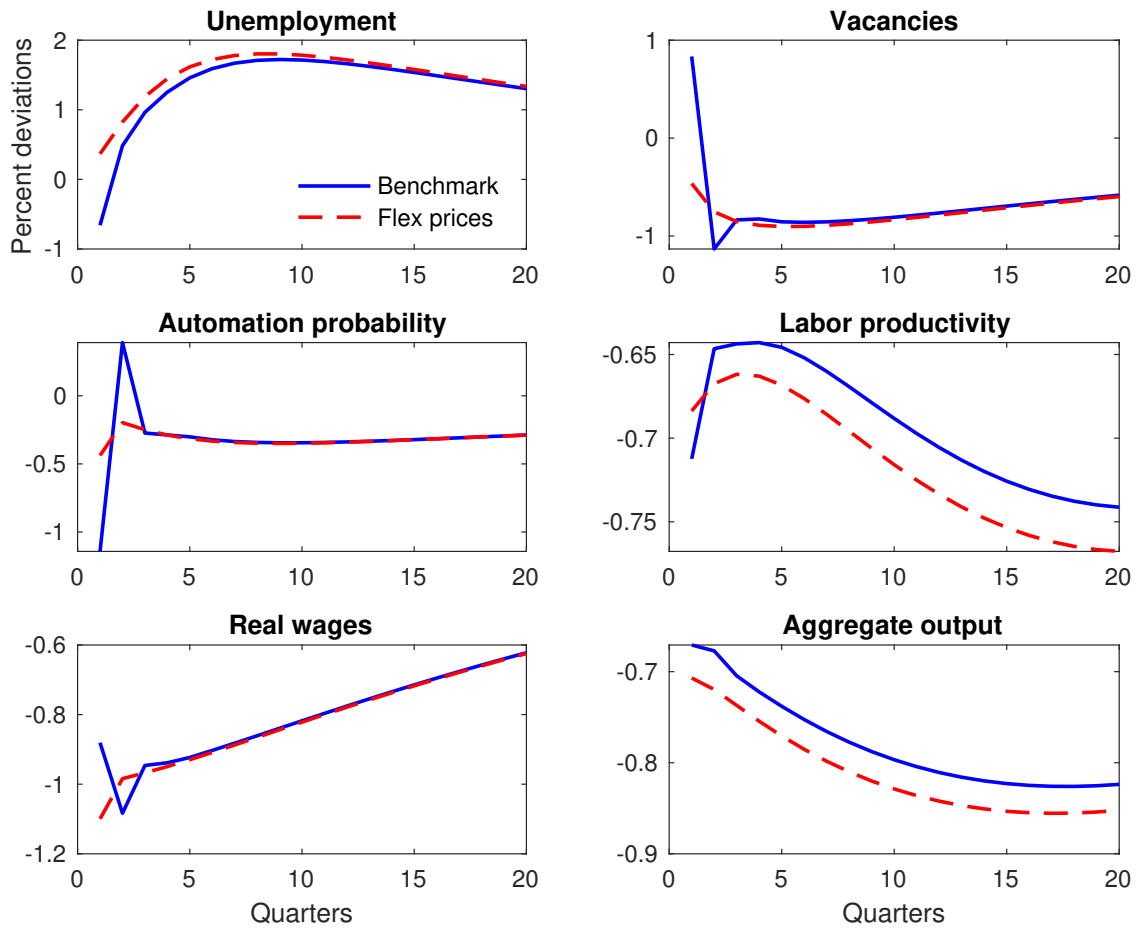 Unemployment
Percent deviations
2
1
0
-1
0 5 10 15 20
Benchmark
Flex prices
Vacancies
1
0
-1
0 5 10 15 20
Automation probability
0
-0.5
-1
0 5 10 15 20
Labor productivity
-0.65
-0.7
-0.75
0 5 10 15 20
Real wages
-0.6
-0.8
-1
-1.2
0 5 10 15 20
Quarters
Aggregate output
-0.7
-0.8
-0.9
0 5 10 15 20
Quarters